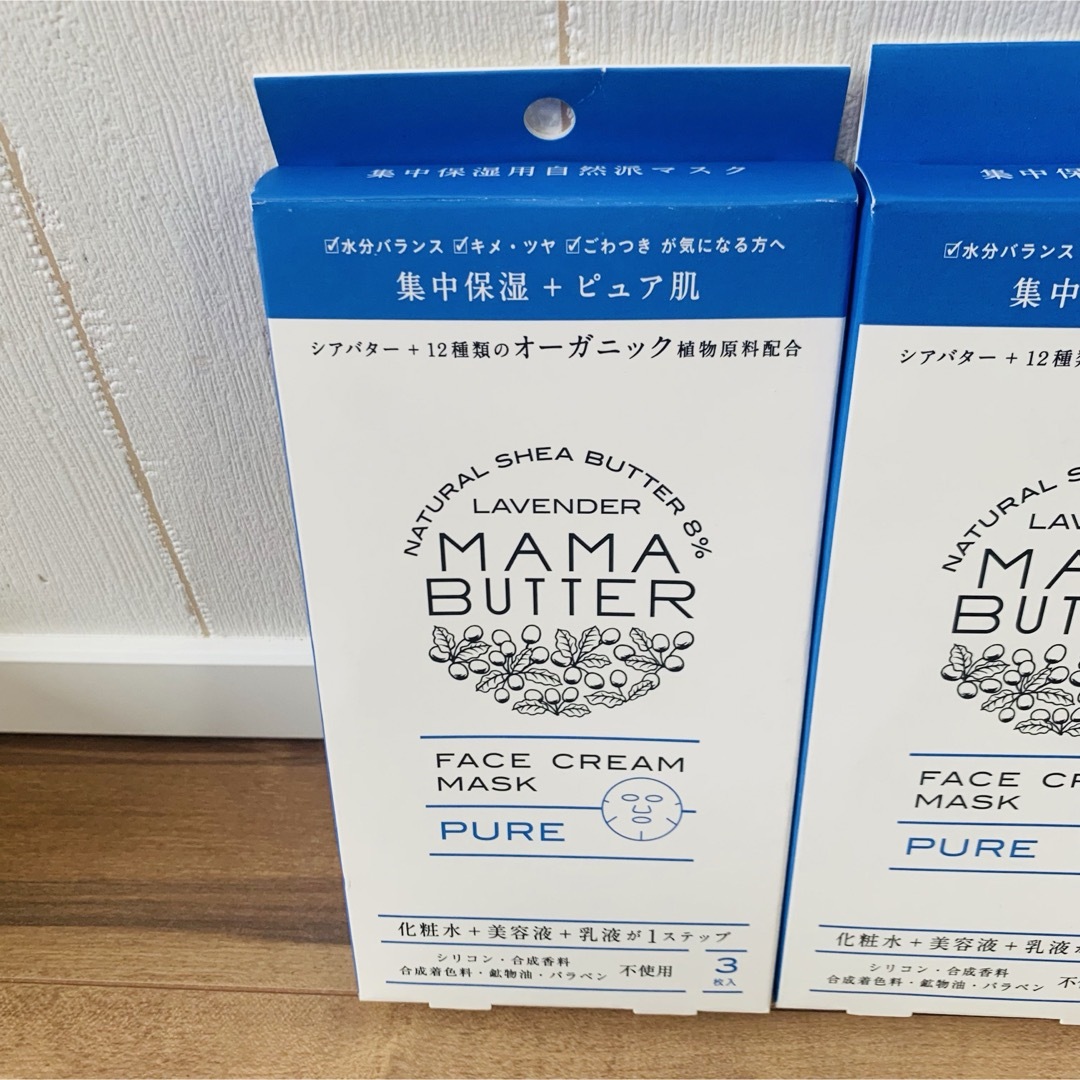 集中保湿用自然派マスク
☑水分バランス ☑キメ・ツヤ ☑ごわつき が気になる方へ
集中保湿 + ピュア肌
シアバター + 12種類のオーガニック植物原料配合
NATURAL SHEA BUTTER 8%
LAVENDER
MAMA
BUTTER
FACE CREAM
MASK
PURE
化粧水 + 美容液 + 乳液が1ステップ
シリコン・合成香料
合成着色料・鉱物油・パラベン 不使用
3
枚入
集中保
☑水分バランス
集中
シアバター + 12種
NATURAL
LAV
MA
BUT
FACE CR
MASK
PURE
化粧水 + 美容液 + 乳液
シリコン・合成香料
合成着色料・鉱物油・パラベン 不